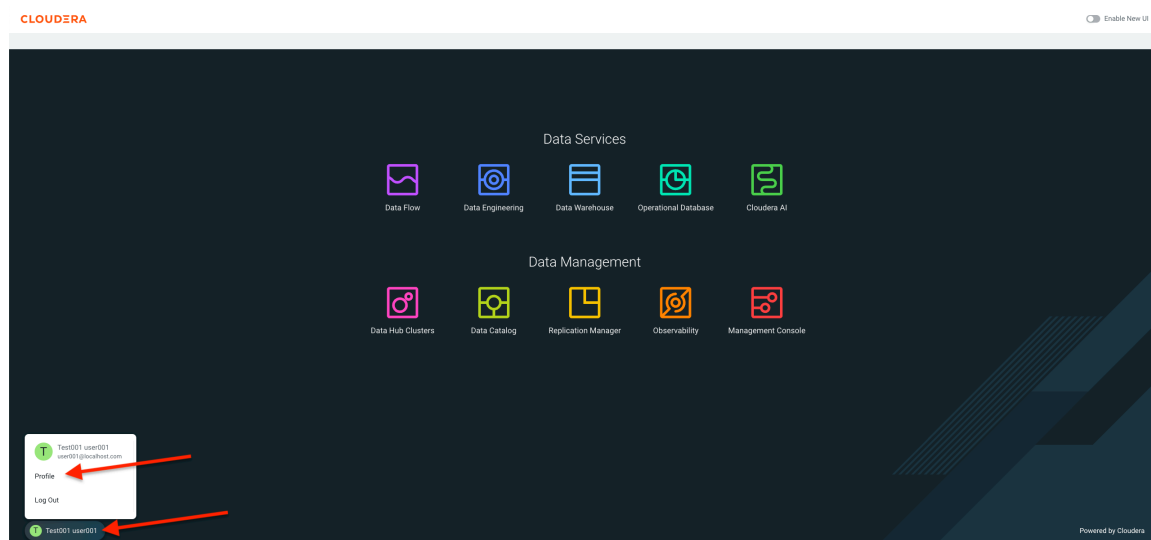 CLOUDERA
Enable New UI
Data Services
Data Flow
Data Engineering
Data Warehouse
Operational Database
Cloudera AI
Data Management
Data Hub Clusters
Data Catalog
Replication Manager
Observability
Management Console
T
Test001 user001
user001@localhost.com
Profile
Log Out
T
Test001 user001
Powered by Cloudera